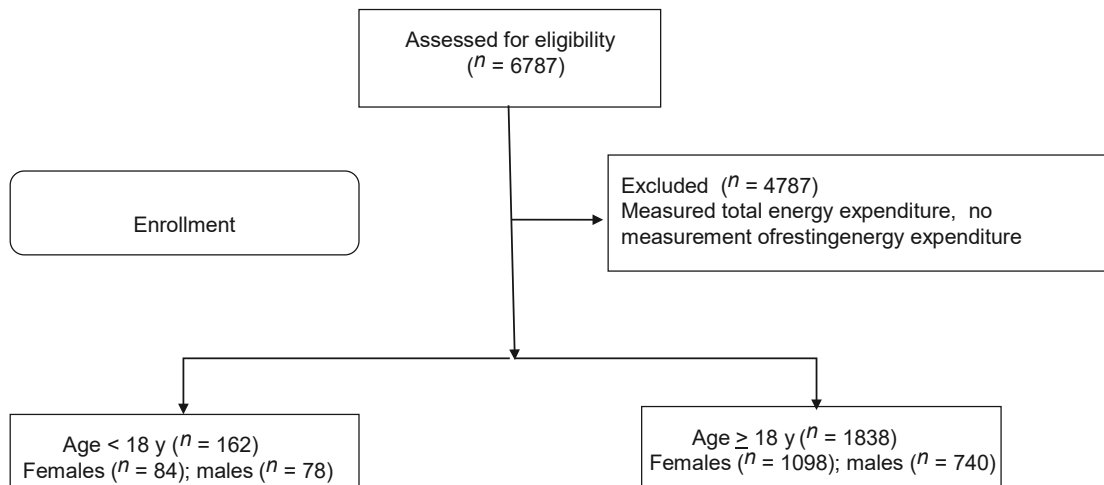 Assessed for eligibility
(n = 6787)
Excluded (n = 4787)
Measured total energy expenditure, no
measurement ofrestingenergy expenditure
Enrollment
Age < 18 y (n = 162)
Females (n = 84); males (n = 78)
Age ≥ 18 y (n = 1838)
Females (n = 1098); males (n = 740)